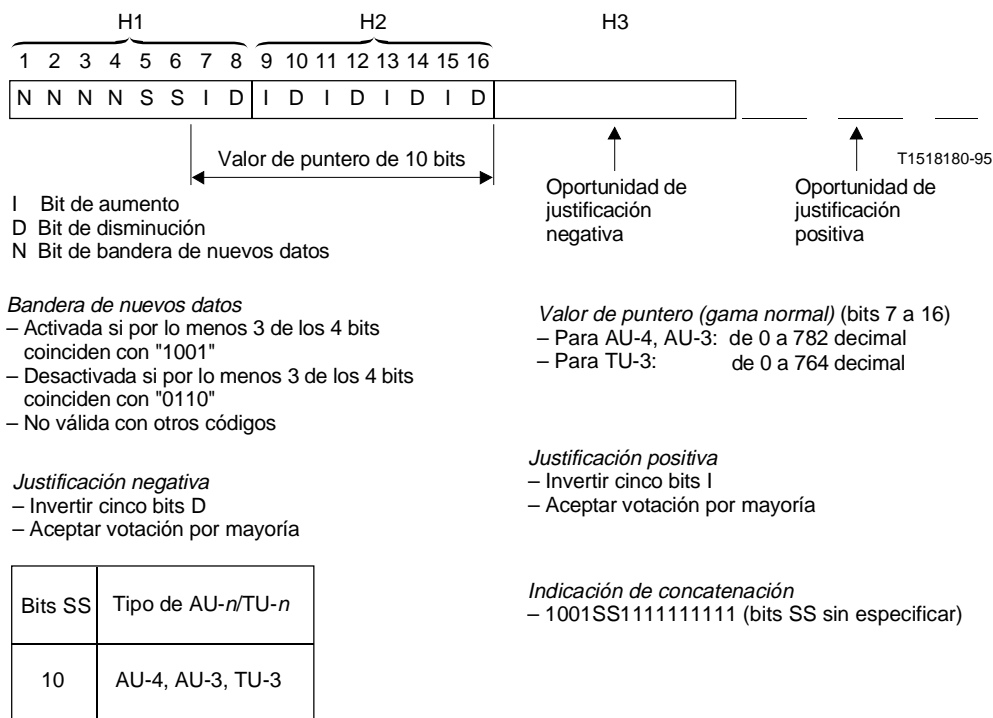 H1 H2 H3
1 2 3 4 5 6 7 8 9 10 11 12 13 14 15 16
N N N N S S I D I D I D I D I D
Valor de puntero de 10 bits
T1518180-95
Oportunidad de
justificación
negativa
Oportunidad de
justificación
positiva
I Bit de aumento
D Bit de disminución
N Bit de bandera de nuevos datos
Bandera de nuevos datos
– Activada si por lo menos 3 de los 4 bits
coinciden con "1001"
– Desactivada si por lo menos 3 de los 4 bits
coinciden con "0110"
– No válida con otros códigos
Valor de puntero (gama normal) (bits 7 a 16)
– Para AU-4, AU-3: de 0 a 782 decimal
– Para TU-3: de 0 a 764 decimal
Justificación negativa
– Invertir cinco bits D
– Aceptar votación por mayoría
Justificación positiva
– Invertir cinco bits I
– Aceptar votación por mayoría
Bits SS Tipo de AU-n/TU-n
10 AU-4, AU-3, TU-3
Indicación de concatenación
– 1001SS1111111111 (bits SS sin especificar)